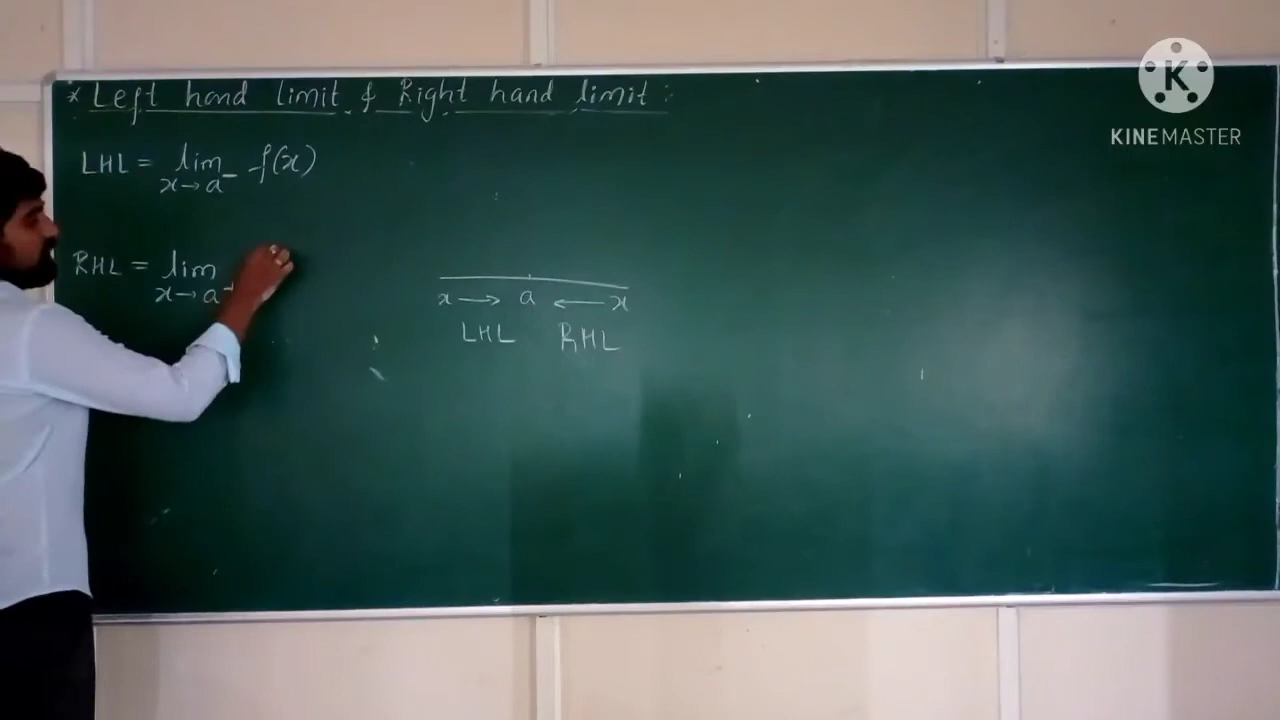 * Left hand limit & Right hand limit :
LHL = lim f(x)
x→a−
RHL = lim
x→a+
x → a ← x
LHL RHL
KINEMASTER